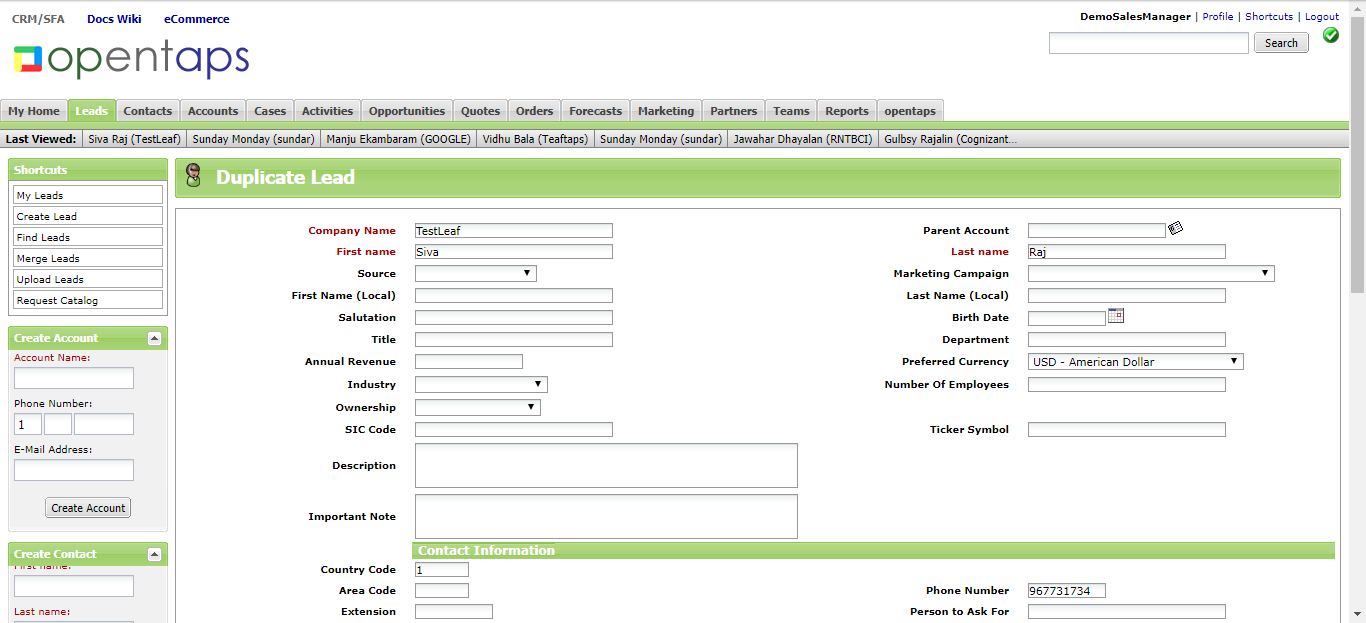 CRM/SFA Docs Wiki eCommerce
DemoSalesManager | Profile | Shortcuts | Logout
opentaps
Search
My Home Leads Contacts Accounts Cases Activities Opportunities Quotes Orders Forecasts Marketing Partners Teams Reports opentaps
Last Viewed: Siva Raj (TestLeaf) Sunday Monday (sundar) Manju Ekambaram (GOOGLE) Vidhu Bala (Teaftaps) Sunday Monday (sundar) Jawahar Dhayalan (RNTBCI) Gulbsy Rajalin (Cognizant...
Shortcuts
My Leads
Create Lead
Find Leads
Merge Leads
Upload Leads
Request Catalog
Create Account
Account Name:
Phone Number:
1
E-Mail Address:
Create Account
Create Contact
First name:
Last name:
Duplicate Lead
Company Name TestLeaf Parent Account
First name Siva Last name Raj
Source Marketing Campaign
First Name (Local) Last Name (Local)
Salutation Birth Date
Title Department
Annual Revenue Preferred Currency USD - American Dollar
Industry Number Of Employees
Ownership
SIC Code Ticker Symbol
Description
Important Note
Contact Information
Country Code 1
Area Code Phone Number 967731734
Extension Person to Ask For